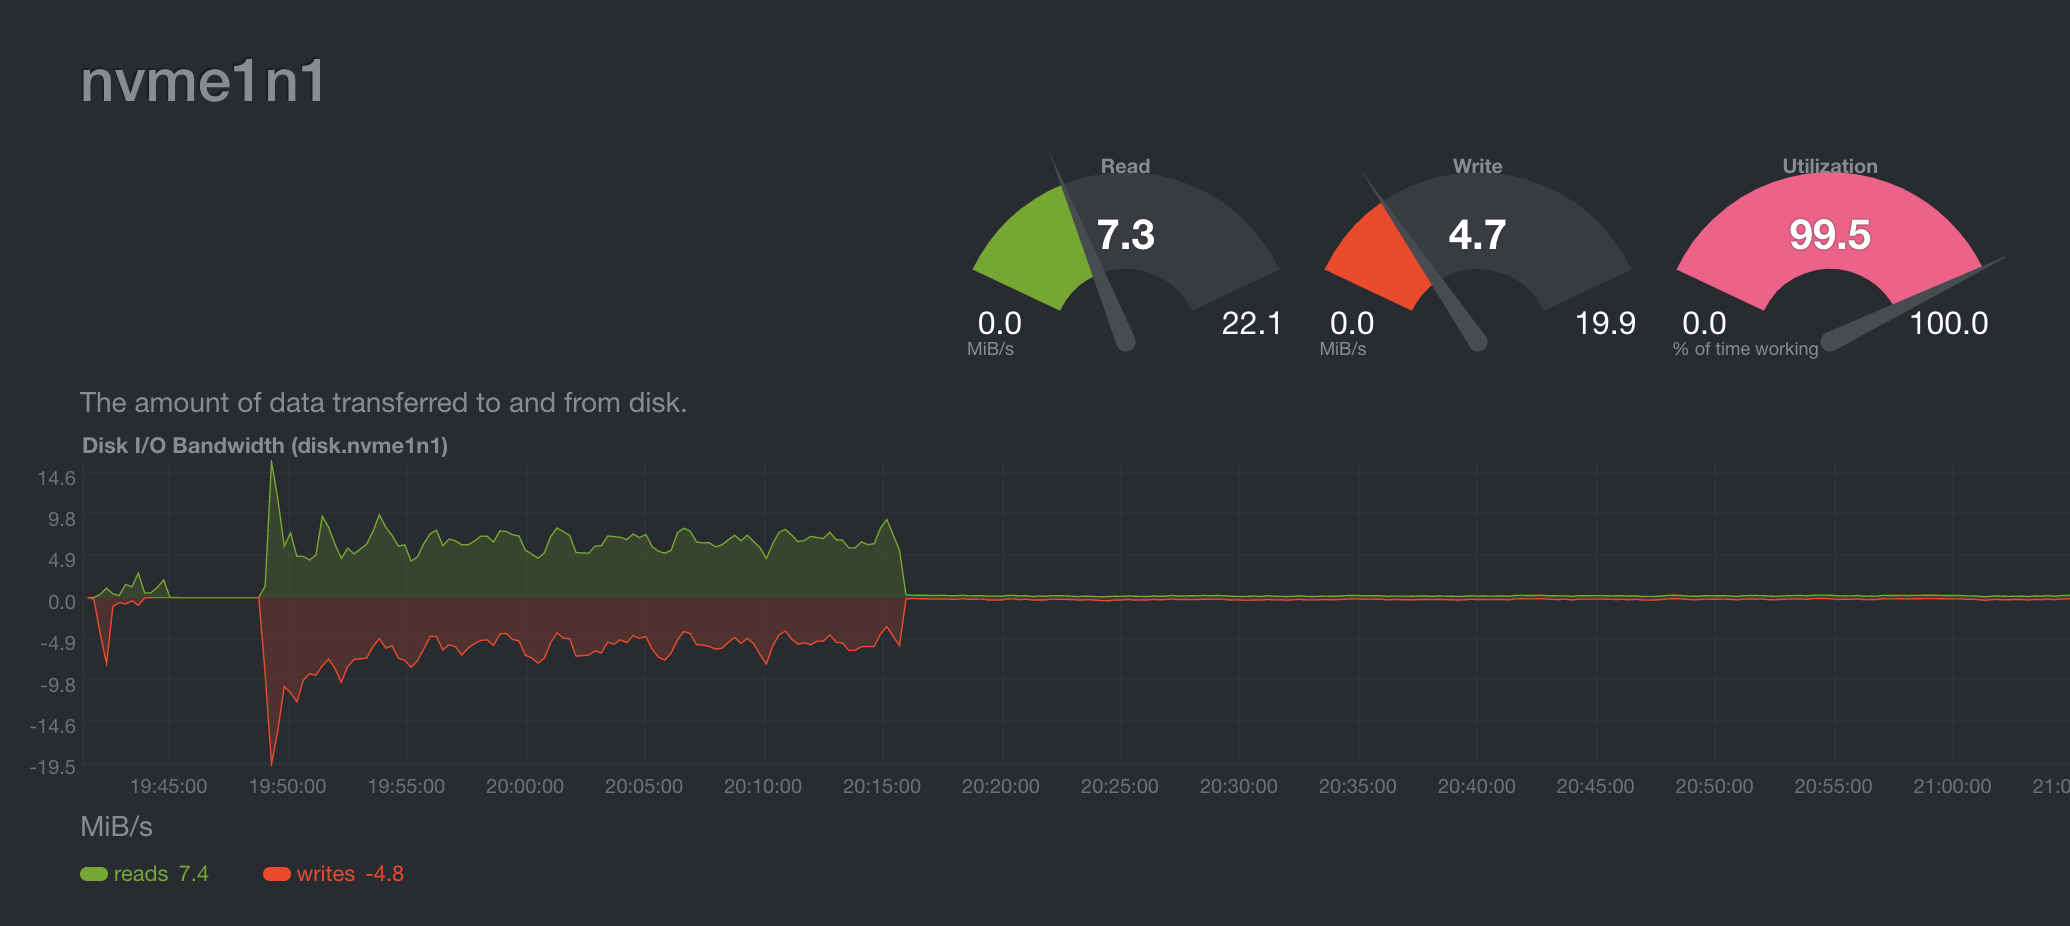 nvme1n1
Read Write Utilization
7.3 4.7 99.5
0.0 22.1 0.0 19.9 0.0 100.0
MiB/s MiB/s % of time working
The amount of data transferred to and from disk.
Disk I/O Bandwidth (disk.nvme1n1)
14.6
9.8
4.9
0.0
-4.9
-9.8
-14.6
-19.5
19:45:00 19:50:00 19:55:00 20:00:00 20:05:00 20:10:00 20:15:00 20:20:00 20:25:00 20:30:00 20:35:00 20:40:00 20:45:00 20:50:00 20:55:00 21:00:00 21:0
MiB/s
reads 7.4 writes -4.8